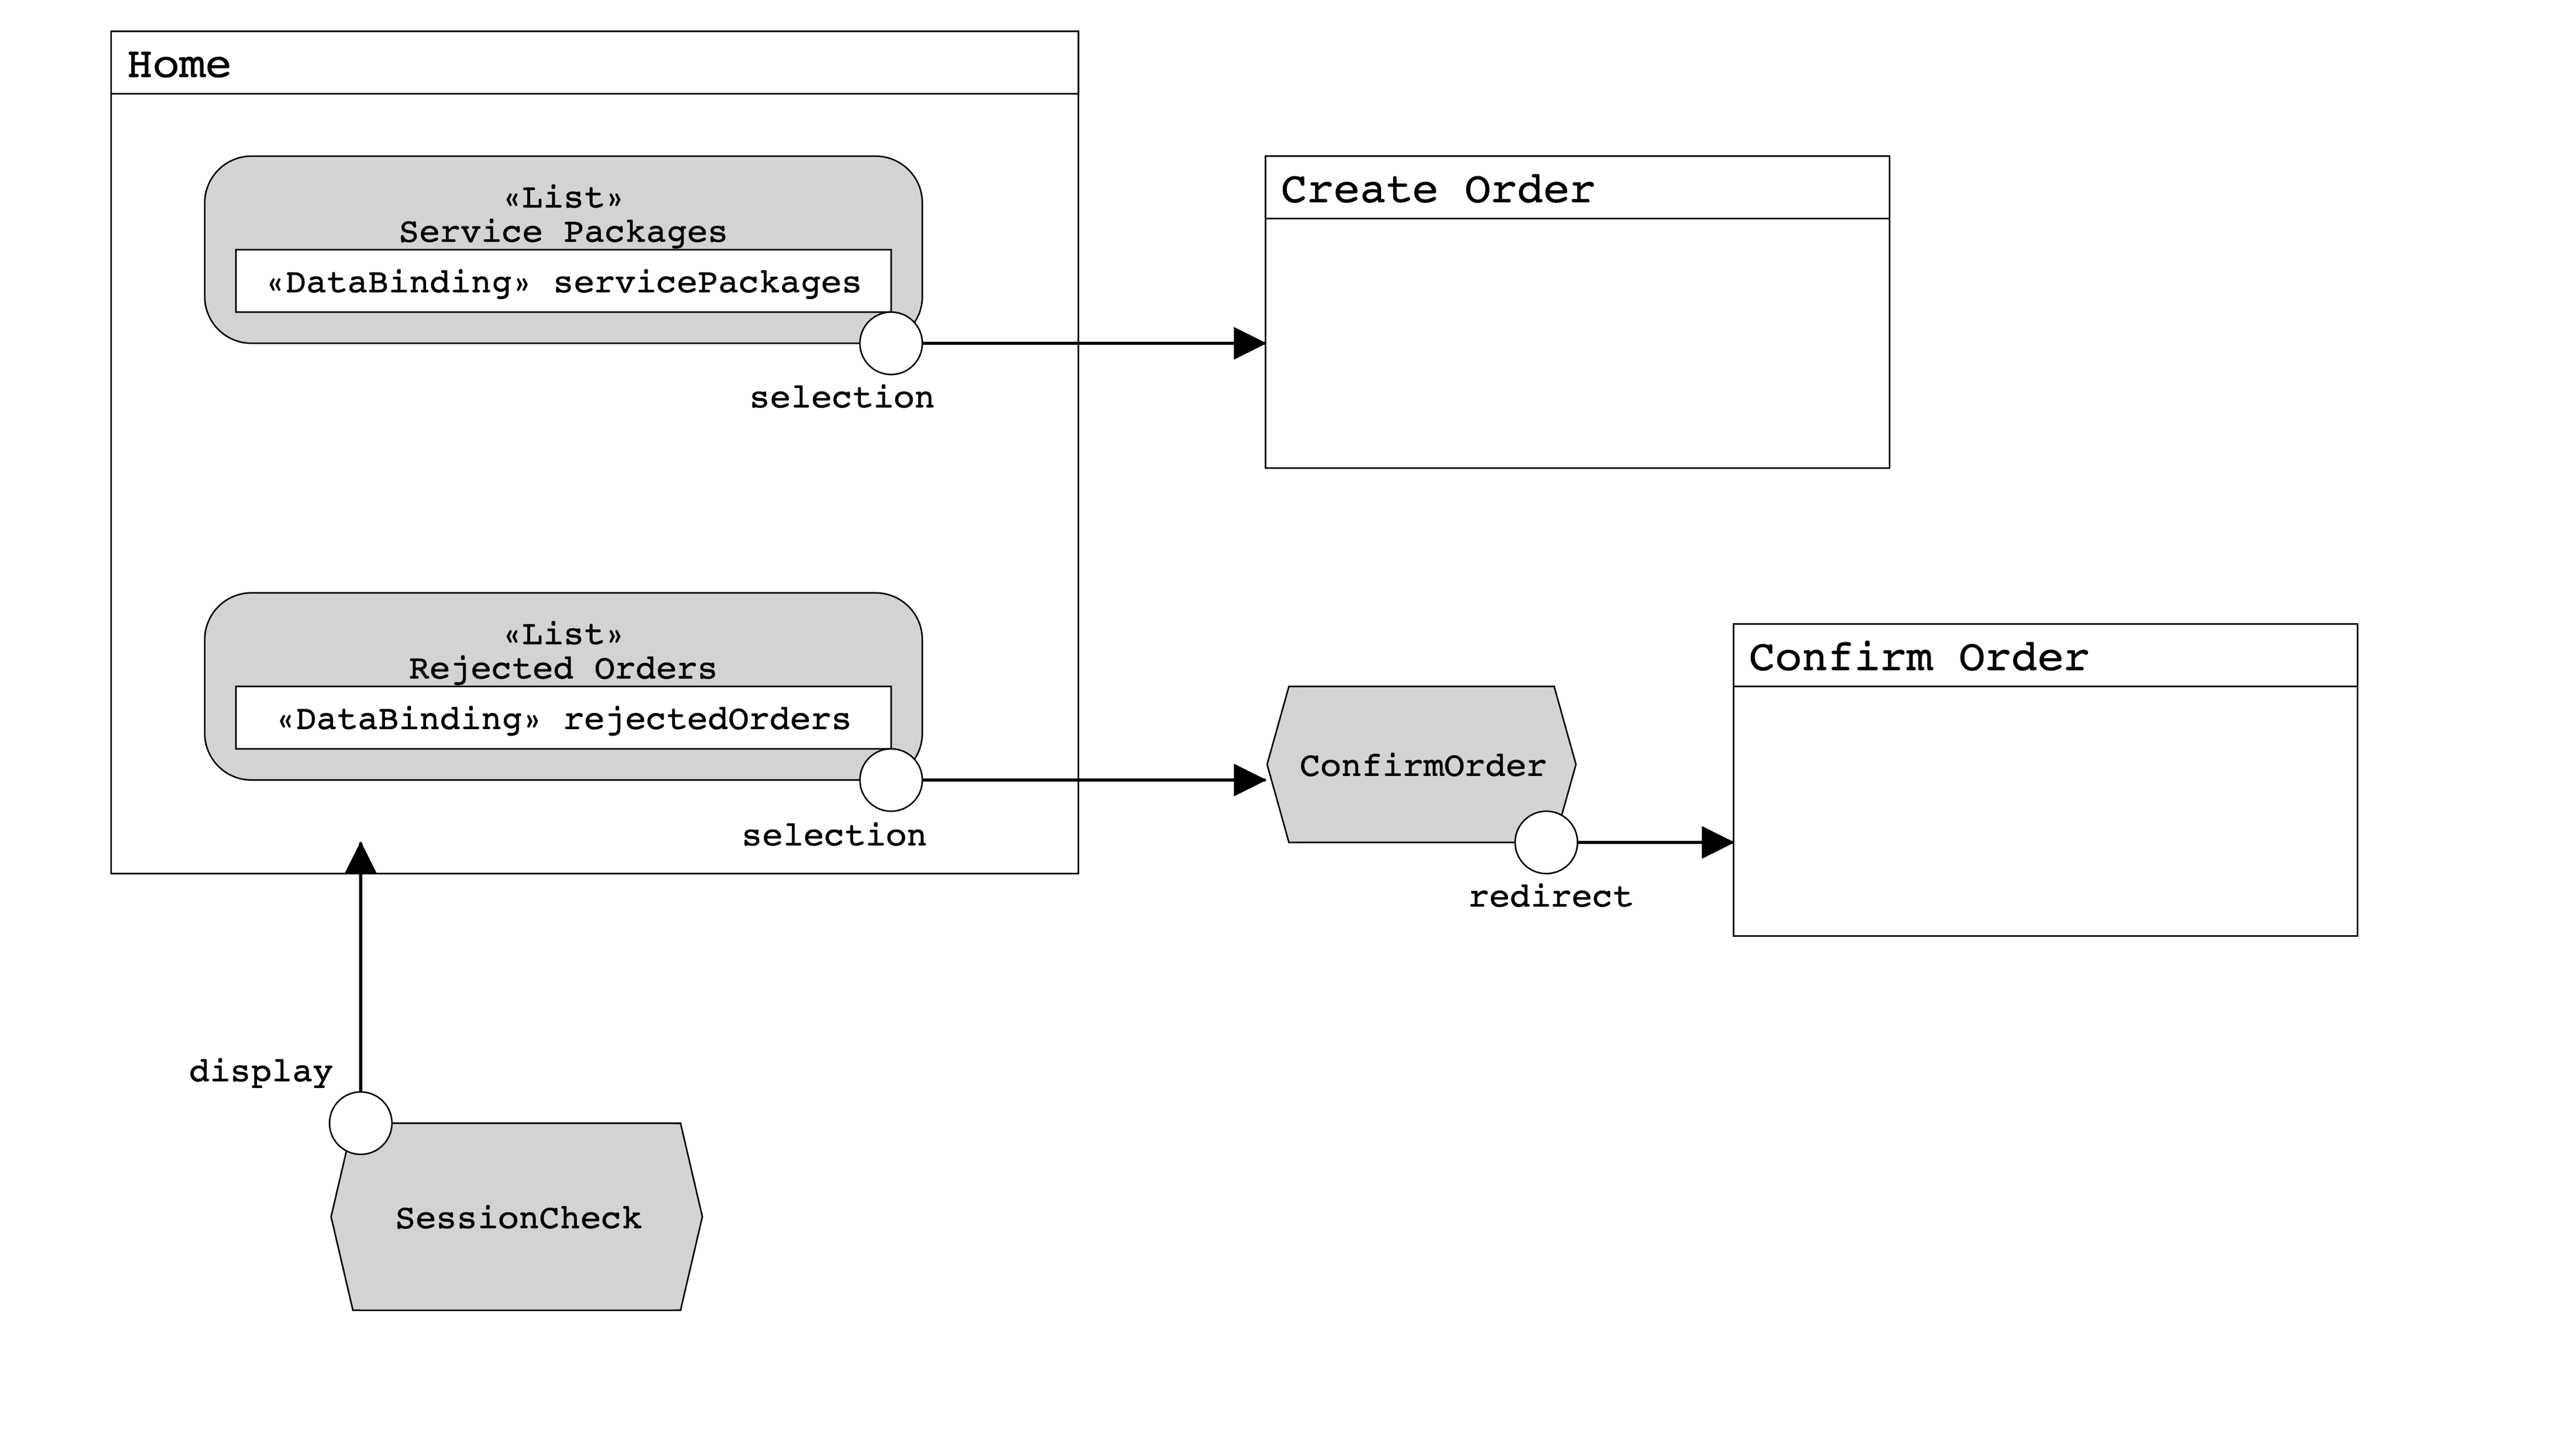 Home
«List»
Service Packages
«DataBinding» servicePackages
selection
Create Order
«List»
Rejected Orders
«DataBinding» rejectedOrders
selection
ConfirmOrder
redirect
Confirm Order
display
SessionCheck